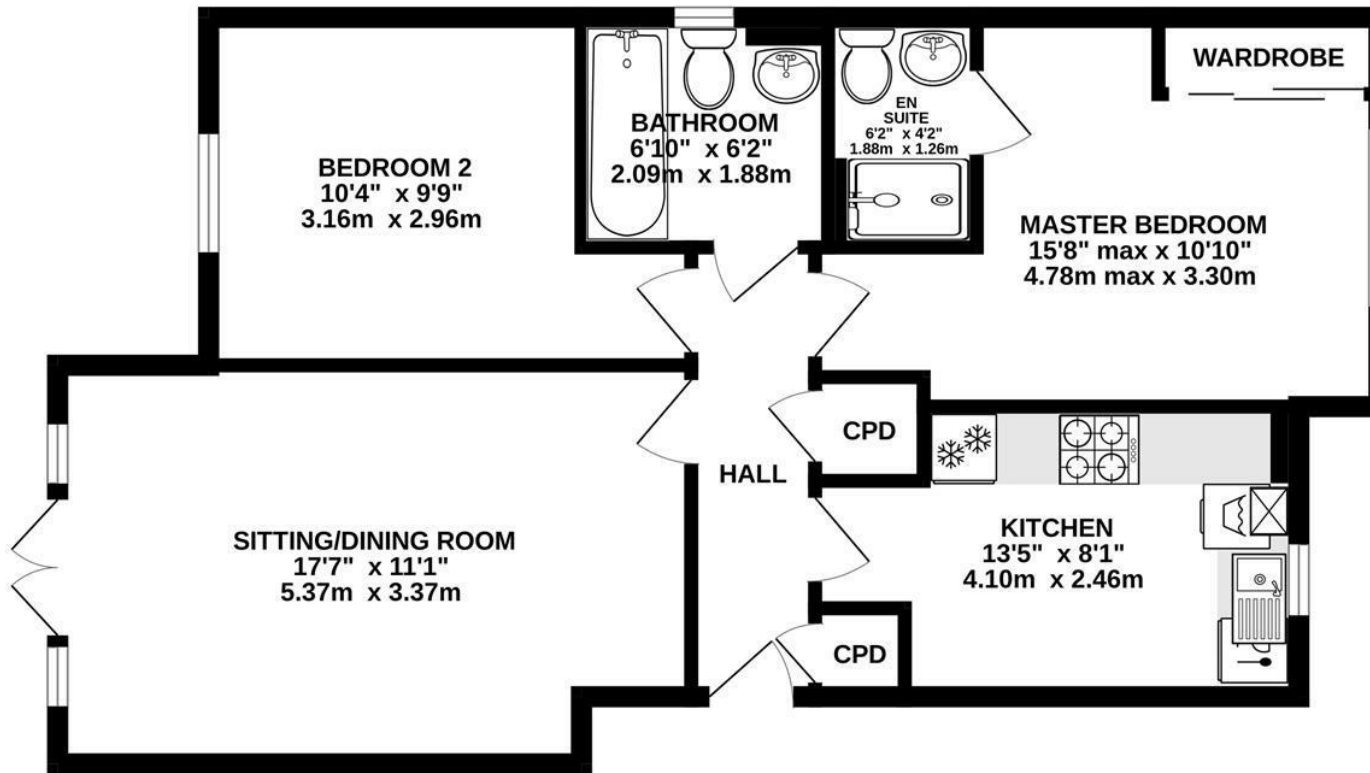 WARDROBE
BEDROOM 2
10'4" x 9'9"
3.16m x 2.96m
BATHROOM
6'10" x 6'2"
2.09m x 1.88m
EN
SUITE
6'2" x 4'2"
1.88m x 1.26m
MASTER BEDROOM
15'8" max x 10'10"
4.78m max x 3.30m
CPD
HALL
SITTING/DINING ROOM
17'7" x 11'1"
5.37m x 3.37m
KITCHEN
13'5" x 8'1"
4.10m x 2.46m
CPD